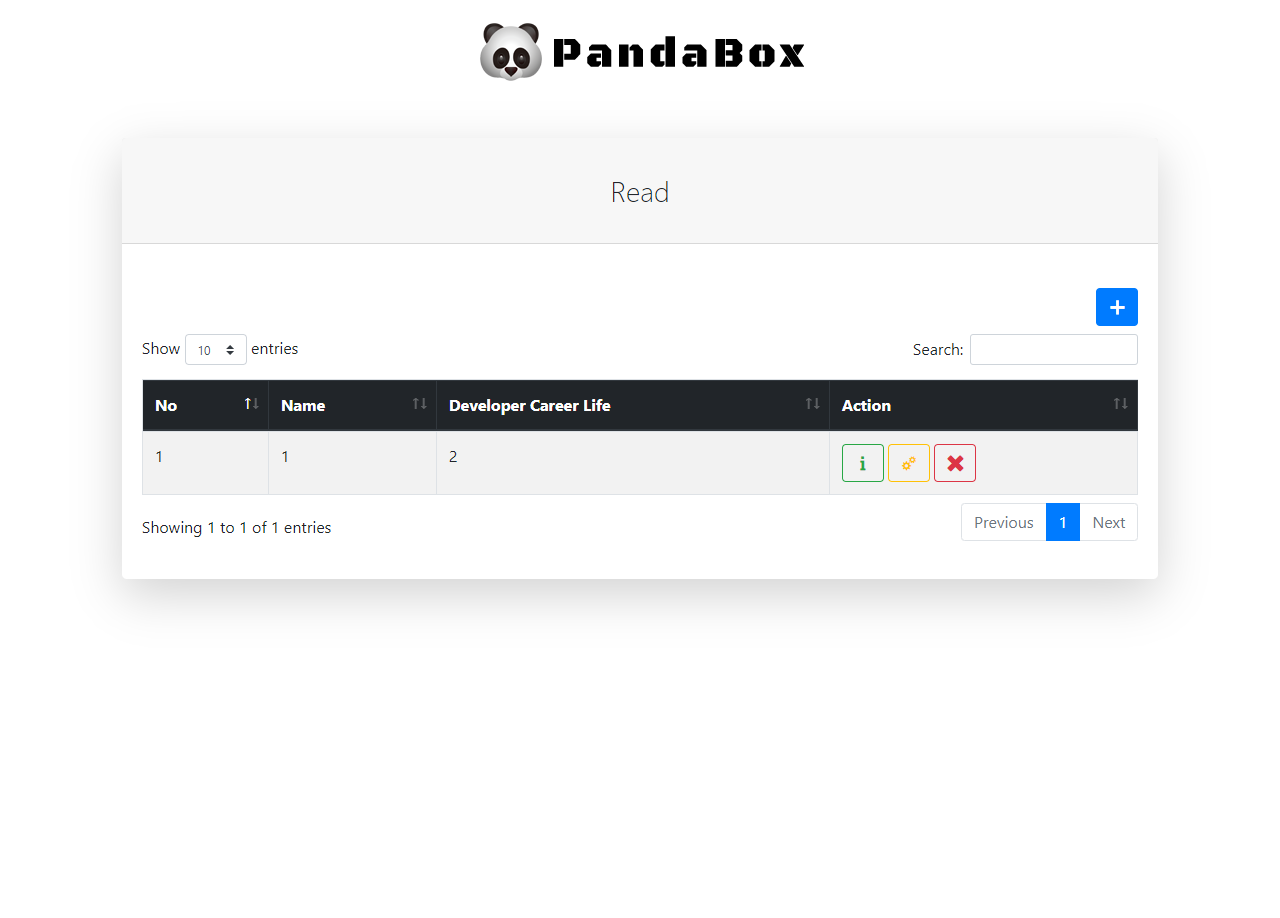 PandaBox
Read
Show 10 entries
Search:
No Name Developer Career Life Action
1 1 2
Showing 1 to 1 of 1 entries
Previous 1 Next